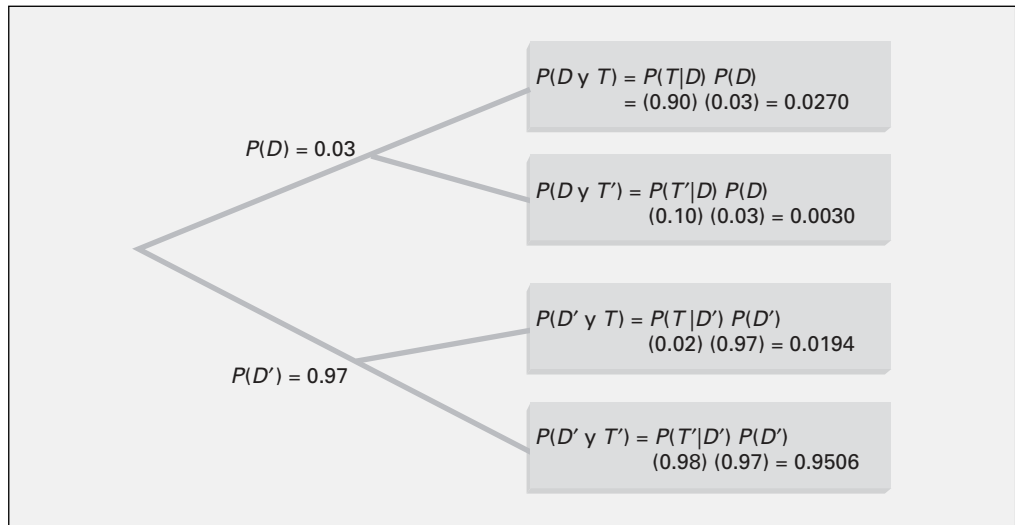 P(D y T) = P(T|D) P(D)
= (0.90) (0.03) = 0.0270
P(D) = 0.03
P(D y T′) = P(T′|D) P(D)
(0.10) (0.03) = 0.0030
P(D′ y T) = P(T|D′) P(D′)
(0.02) (0.97) = 0.0194
P(D′) = 0.97
P(D′ y T′) = P(T′|D′) P(D′)
(0.98) (0.97) = 0.9506